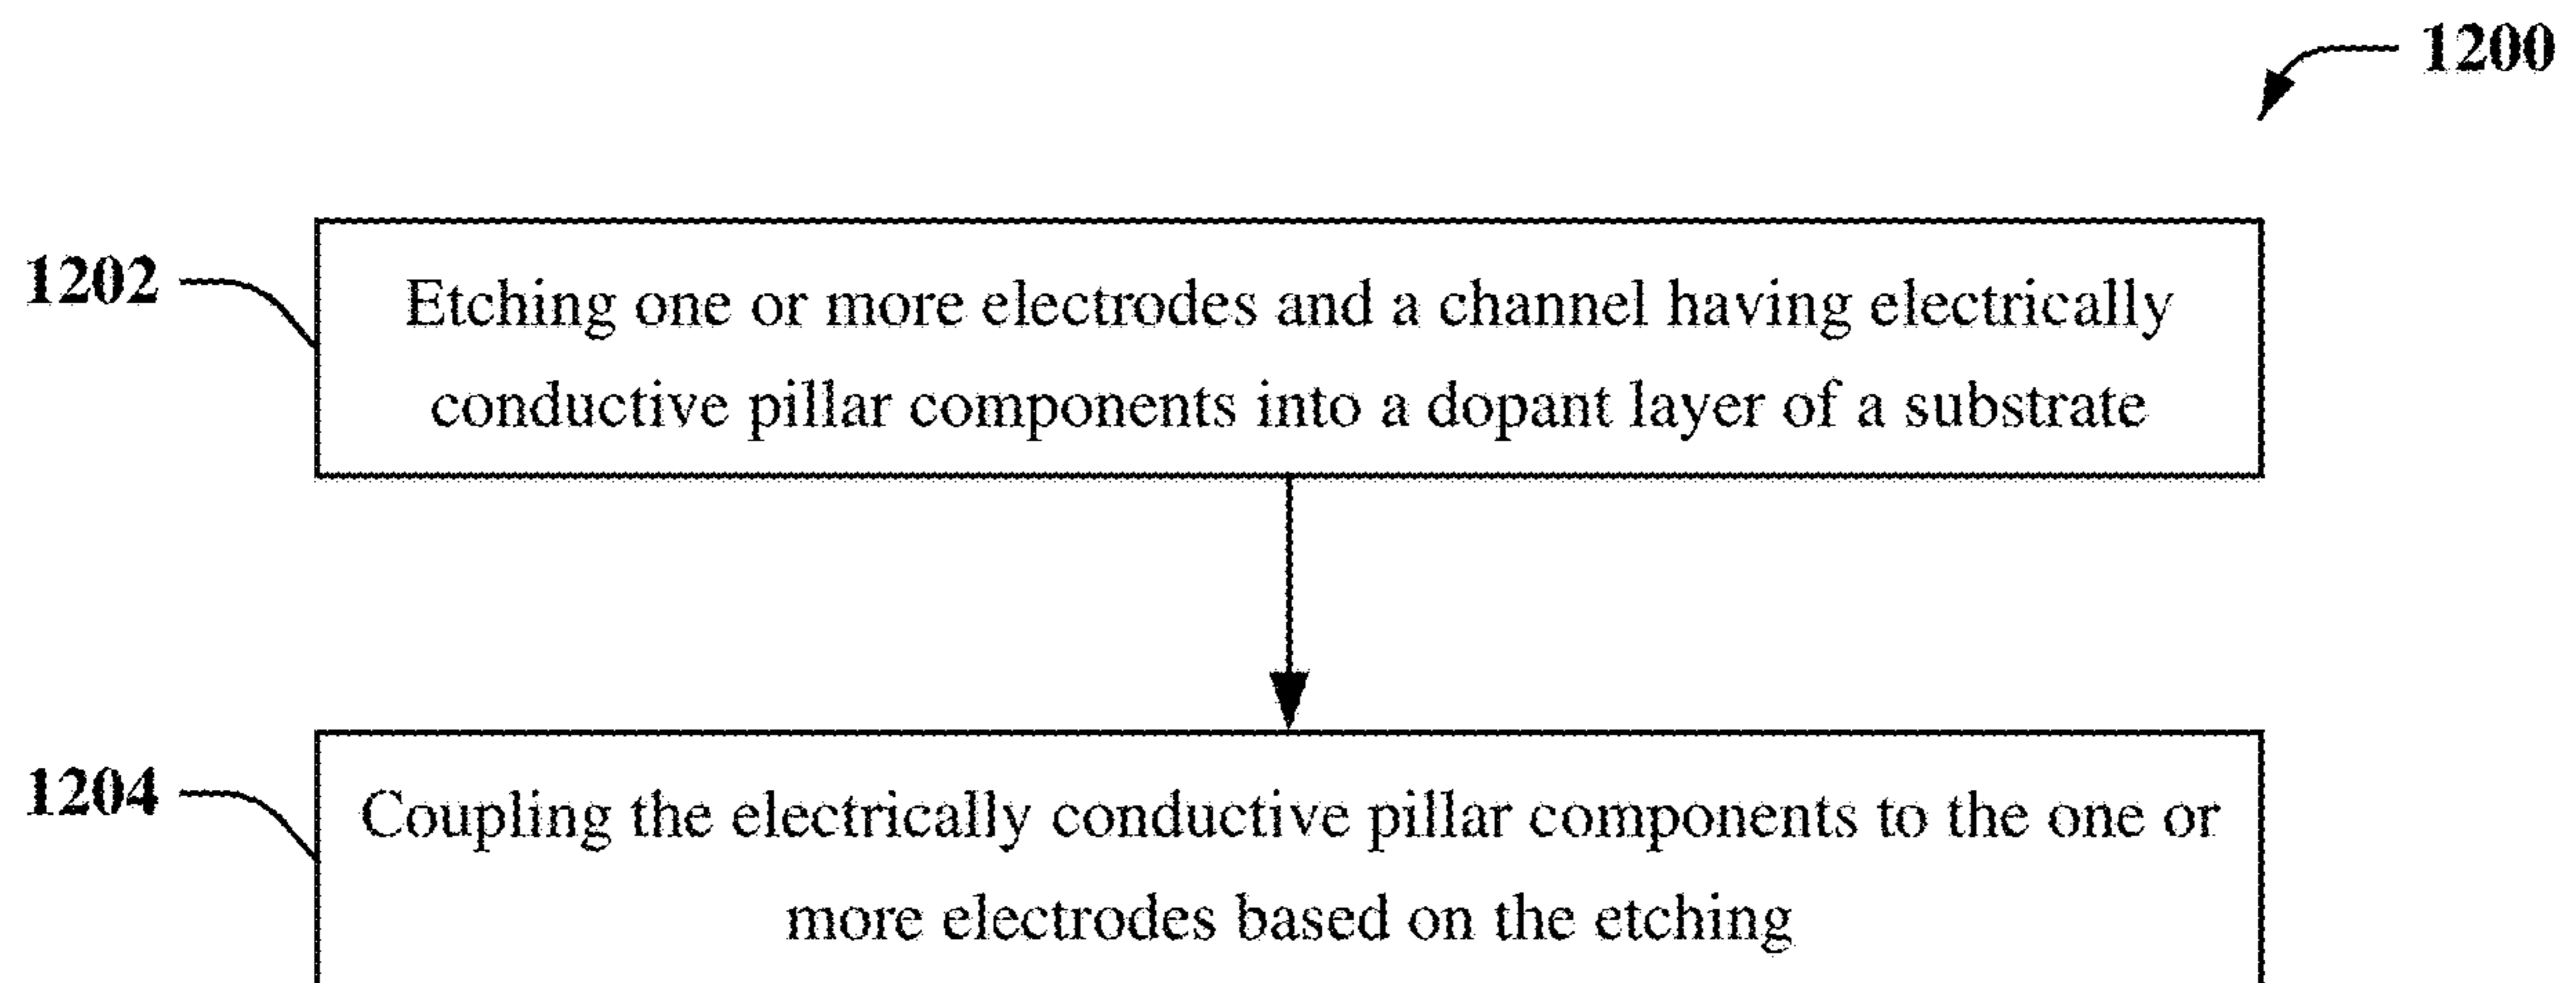 1200
1202
Etching one or more electrodes and a channel having electrically
conductive pillar components into a dopant layer of a substrate
1204
Coupling the electrically conductive pillar components to the one or
more electrodes based on the etching